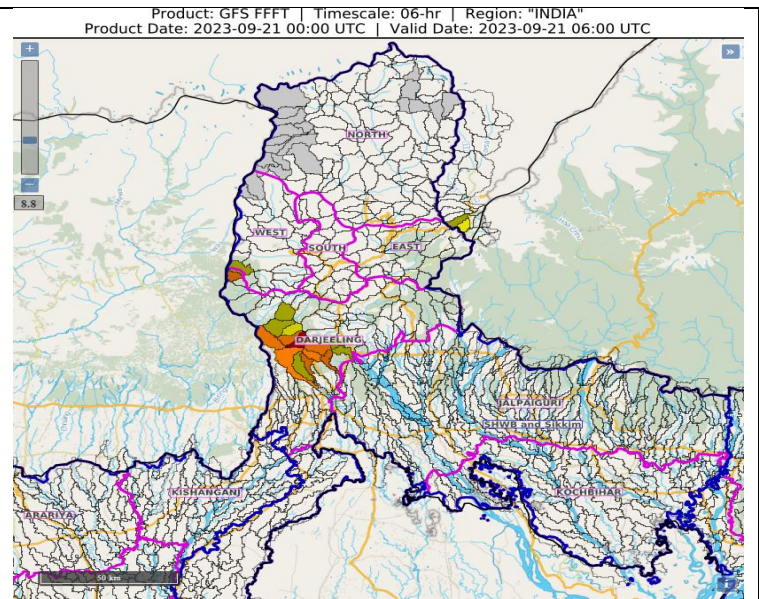 Product: GFS FFFT | Timescale: 06-hr | Region: "INDIA"
Product Date: 2023-09-21 00:00 UTC | Valid Date: 2023-09-21 06:00 UTC
+
»
NORTH
−
8.8
WEST
SOUTH
EAST
DARJEELING
JALPAIGURI
SHWB and Sikkim
KISHANGANJ
KOCHBIHAR
ARARIYA
50 km
i